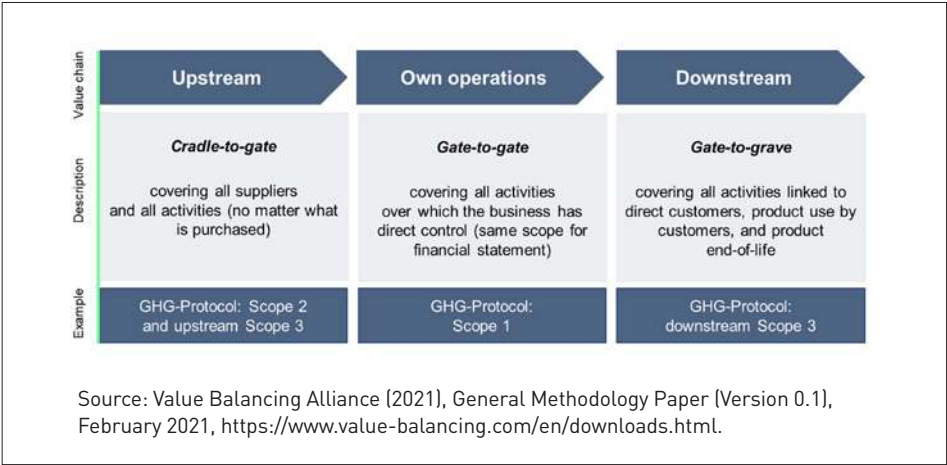 Value chain
Upstream
Own operations
Downstream
Description
Cradle-to-gate
covering all suppliers
and all activities (no matter what
is purchased)
Gate-to-gate
covering all activities
over which the business has
direct control (same scope for
financial statement)
Gate-to-grave
covering all activities linked to
direct customers, product use by
customers, and product
end-of-life
Example
GHG-Protocol: Scope 2
and upstream Scope 3
GHG-Protocol:
Scope 1
GHG-Protocol:
downstream Scope 3
Source: Value Balancing Alliance (2021), General Methodology Paper (Version 0.1),
February 2021, https://www.value-balancing.com/en/downloads.html.